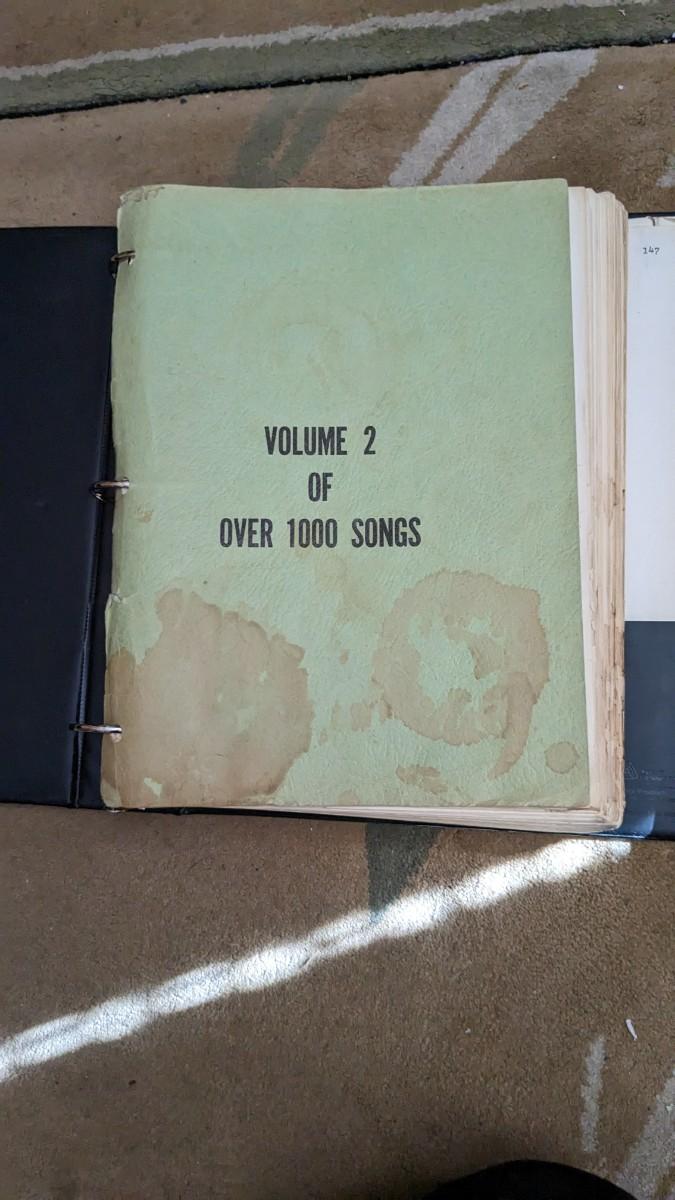 VOLUME 2
OF
OVER 1000 SONGS
147